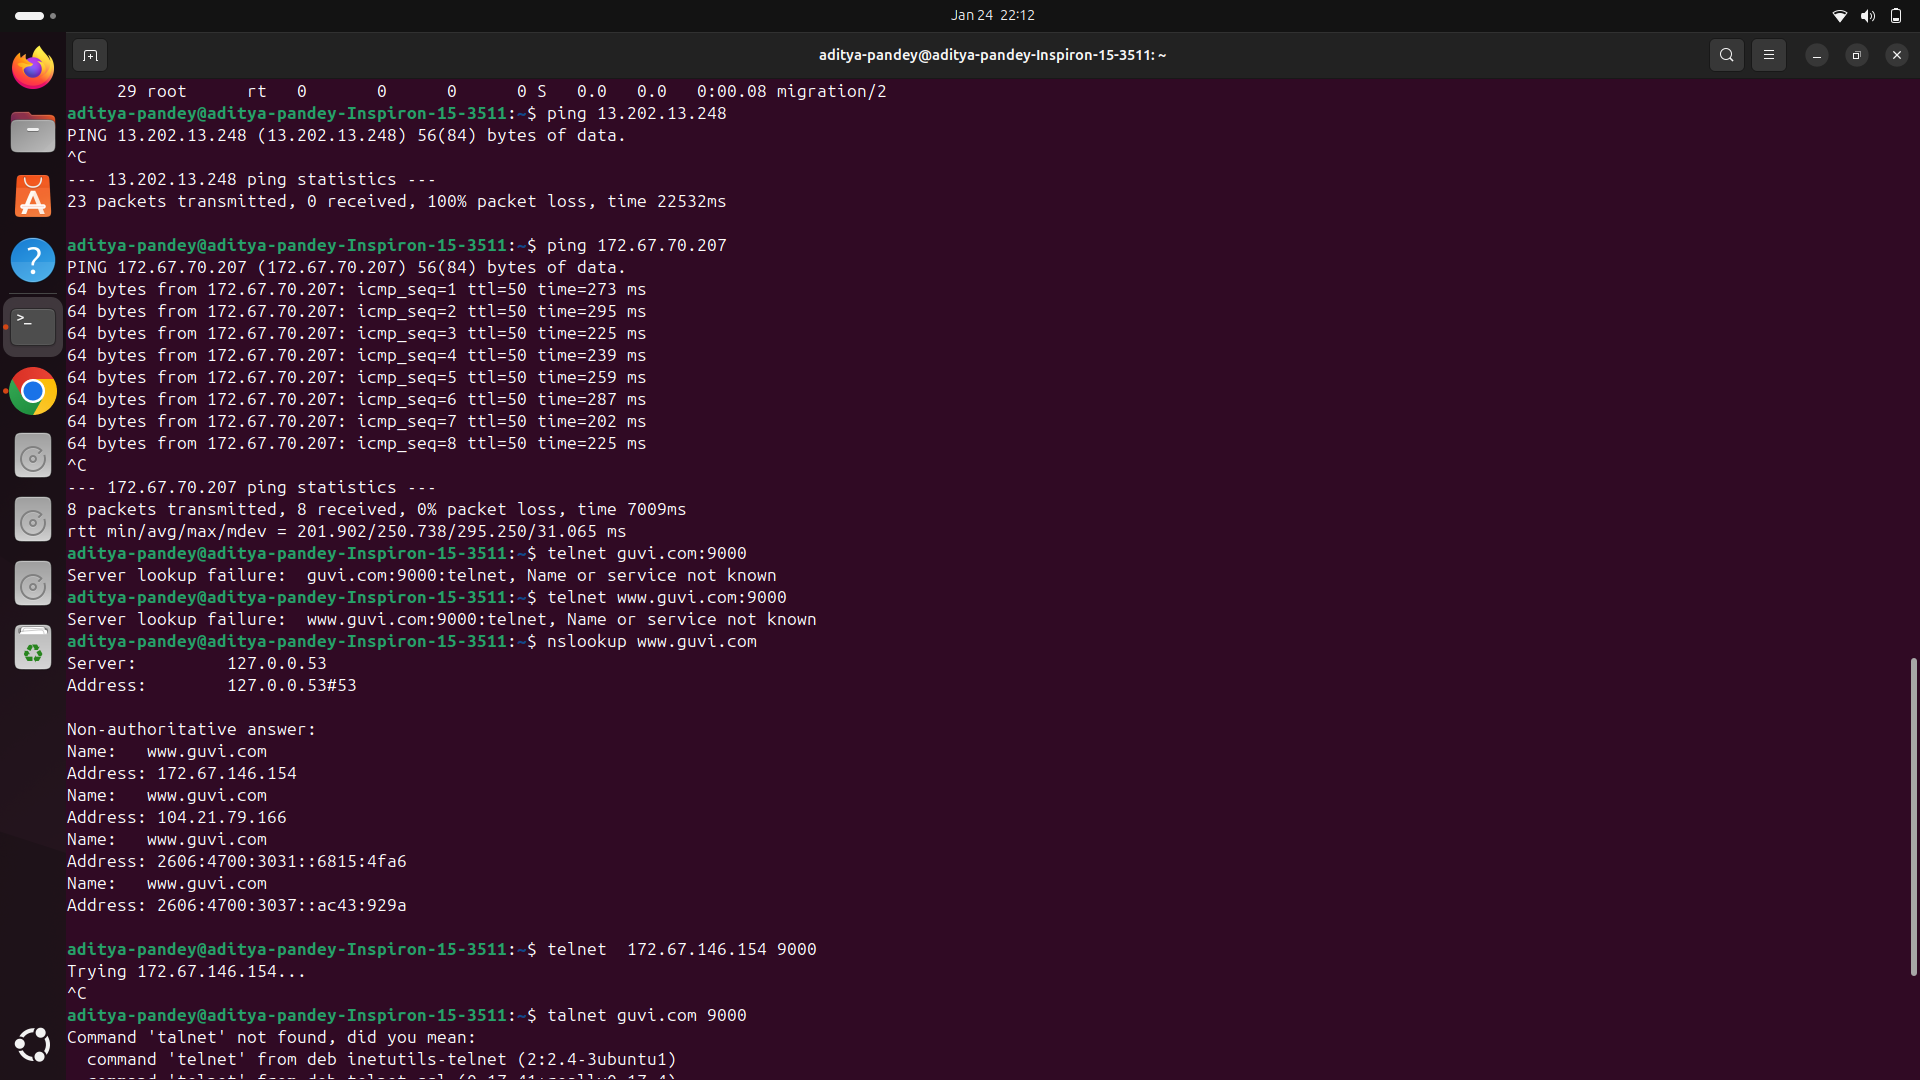 Jan 24 22:12
aditya-pandey@aditya-pandey-Inspiron-15-3511: ~
29 root      rt   0       0      0      0 S   0.0   0.0   0:00.08 migration/2
aditya-pandey@aditya-pandey-Inspiron-15-3511:~$ ping 13.202.13.248
PING 13.202.13.248 (13.202.13.248) 56(84) bytes of data.
^C
--- 13.202.13.248 ping statistics ---
23 packets transmitted, 0 received, 100% packet loss, time 22532ms
aditya-pandey@aditya-pandey-Inspiron-15-3511:~$ ping 172.67.70.207
PING 172.67.70.207 (172.67.70.207) 56(84) bytes of data.
64 bytes from 172.67.70.207: icmp_seq=1 ttl=50 time=273 ms
64 bytes from 172.67.70.207: icmp_seq=2 ttl=50 time=295 ms
64 bytes from 172.67.70.207: icmp_seq=3 ttl=50 time=225 ms
64 bytes from 172.67.70.207: icmp_seq=4 ttl=50 time=239 ms
64 bytes from 172.67.70.207: icmp_seq=5 ttl=50 time=259 ms
64 bytes from 172.67.70.207: icmp_seq=6 ttl=50 time=287 ms
64 bytes from 172.67.70.207: icmp_seq=7 ttl=50 time=202 ms
64 bytes from 172.67.70.207: icmp_seq=8 ttl=50 time=225 ms
^C
--- 172.67.70.207 ping statistics ---
8 packets transmitted, 8 received, 0% packet loss, time 7009ms
rtt min/avg/max/mdev = 201.902/250.738/295.250/31.065 ms
aditya-pandey@aditya-pandey-Inspiron-15-3511:~$ telnet guvi.com:9000
Server lookup failure:  guvi.com:9000:telnet, Name or service not known
aditya-pandey@aditya-pandey-Inspiron-15-3511:~$ telnet www.guvi.com:9000
Server lookup failure:  www.guvi.com:9000:telnet, Name or service not known
aditya-pandey@aditya-pandey-Inspiron-15-3511:~$ nslookup www.guvi.com
Server:         127.0.0.53
Address:        127.0.0.53#53
Non-authoritative answer:
Name:   www.guvi.com
Address: 172.67.146.154
Name:   www.guvi.com
Address: 104.21.79.166
Name:   www.guvi.com
Address: 2606:4700:3031::6815:4fa6
Name:   www.guvi.com
Address: 2606:4700:3037::ac43:929a
aditya-pandey@aditya-pandey-Inspiron-15-3511:~$ telnet  172.67.146.154 9000
Trying 172.67.146.154...
^C
aditya-pandey@aditya-pandey-Inspiron-15-3511:~$ talnet guvi.com 9000
Command 'talnet' not found, did you mean:
command 'telnet' from deb inetutils-telnet (2:2.4-3ubuntu1)